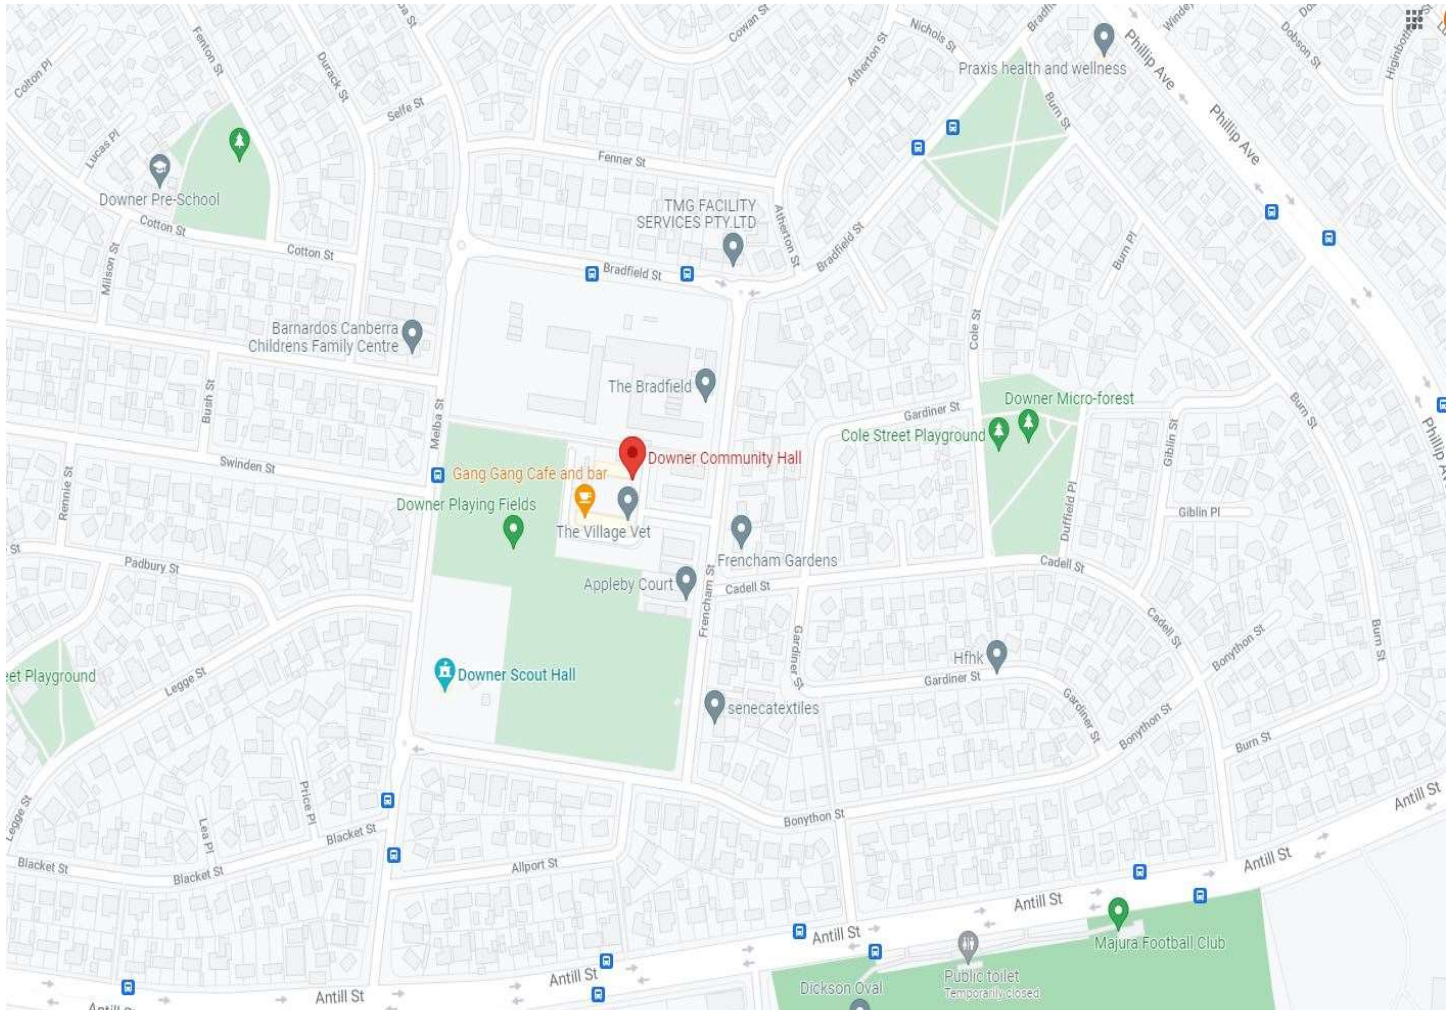 Cowan St
Nichols St
Phillip Ave
Dobson St
Fenton St
Durack St
Atherton St
Praxis health and wellness
Colton Pl
Selfe St
Burn St
Phillip Ave
Lucas Pl
Fenner St
Downer Pre-School
TMG FACILITY
SERVICES PTY.LTD
Cotton St
Cotton St
Atherton St
Bradfield St
Burn Pl
Milson St
Bradfield St
Barnardos Canberra
Childrens Family Centre
Cole St
The Bradfield
Bush St
Melba St
Gardiner St
Downer Micro-forest
Burn St
Cole Street Playground
Giblin St
Downer Community Hall
Swinden St
Gang Gang Cafe and bar
Rennie St
Downer Playing Fields
Duffield Pl
Giblin Pl
The Village Vet
St
Padbury St
Frencham Gardens
Appleby Court
Cadell St
Cadell St
Frencham St
Cadell St
Gardiner St
Bonython St
Burn St
Hfhk
eet Playground
Legge St
Downer Scout Hall
Gardiner St
senecatextiles
Gardiner St
Bonython St
Burn St
Price Pl
Legge St
Lea Pl
Antill St
Bonython St
Blacket St
Blacket St
Blacket St
Allport St
Antill St
Antill St
Antill St
Majura Football Club
Antill St
Public toilet
Temporarily closed
Dickson Oval
Antill St